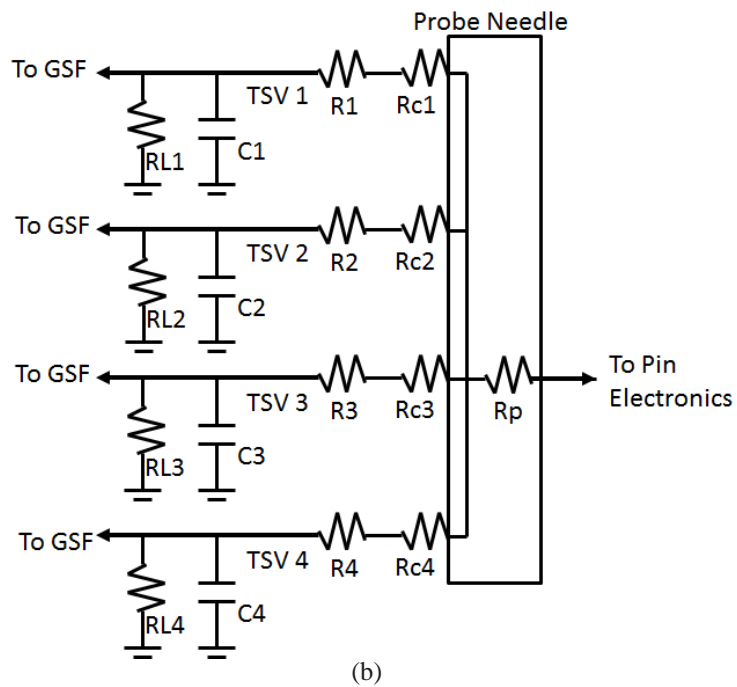 Probe Needle
To GSF
TSV 1
R1
Rc1
RL1
C1
To GSF
TSV 2
R2
Rc2
RL2
C2
To GSF
TSV 3
R3
Rc3
Rp
To Pin
Electronics
RL3
C3
To GSF
TSV 4
R4
Rc4
RL4
C4
(b)